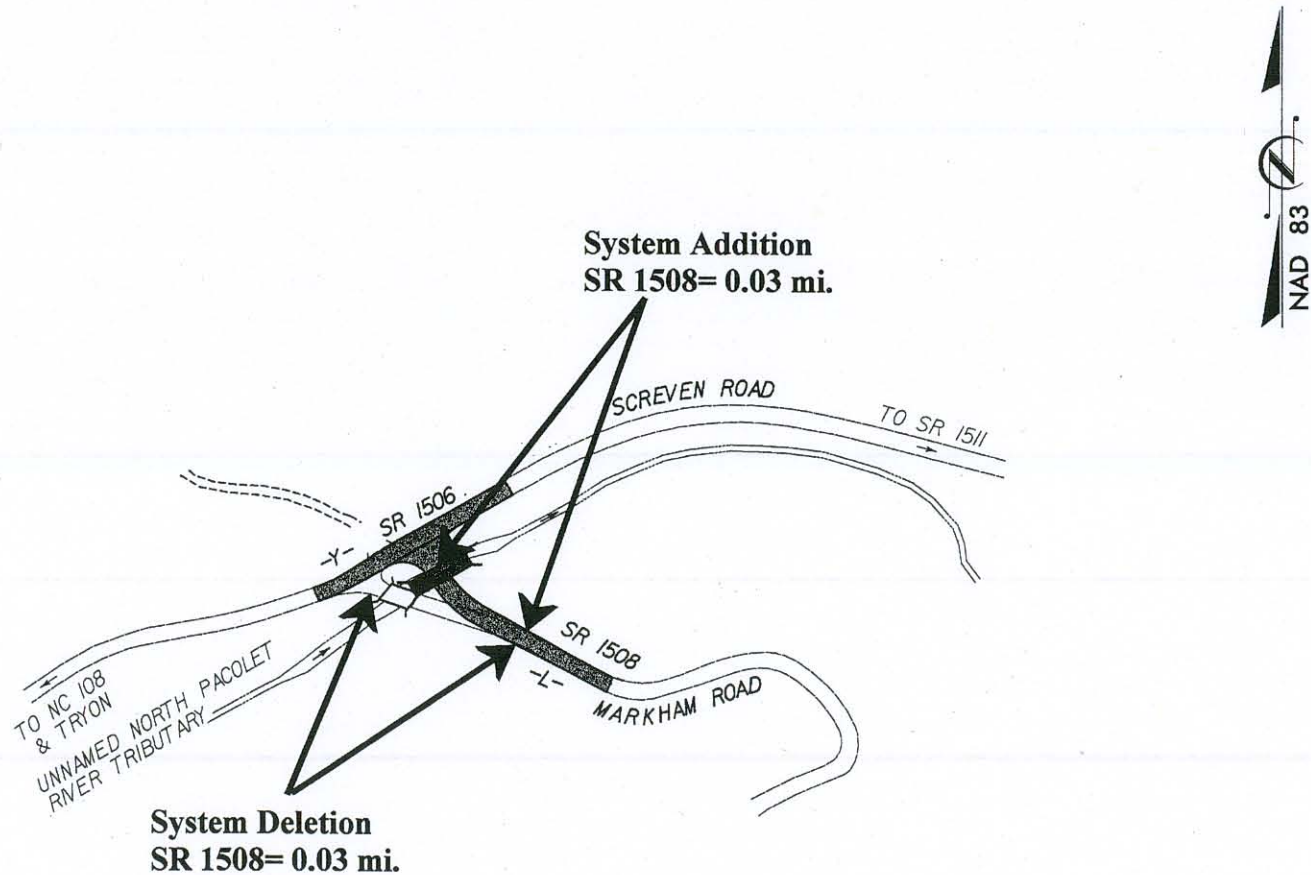 System Addition
SR 1508= 0.03 mi.
NAD 83
SCREVEN ROAD
TO SR 1511
SR 1506
-Y-
SR 1508
-L-
MARKHAM ROAD
TO NC 108
& TRYON
UNNAMED NORTH PACOLET
RIVER TRIBUTARY
System Deletion
SR 1508= 0.03 mi.